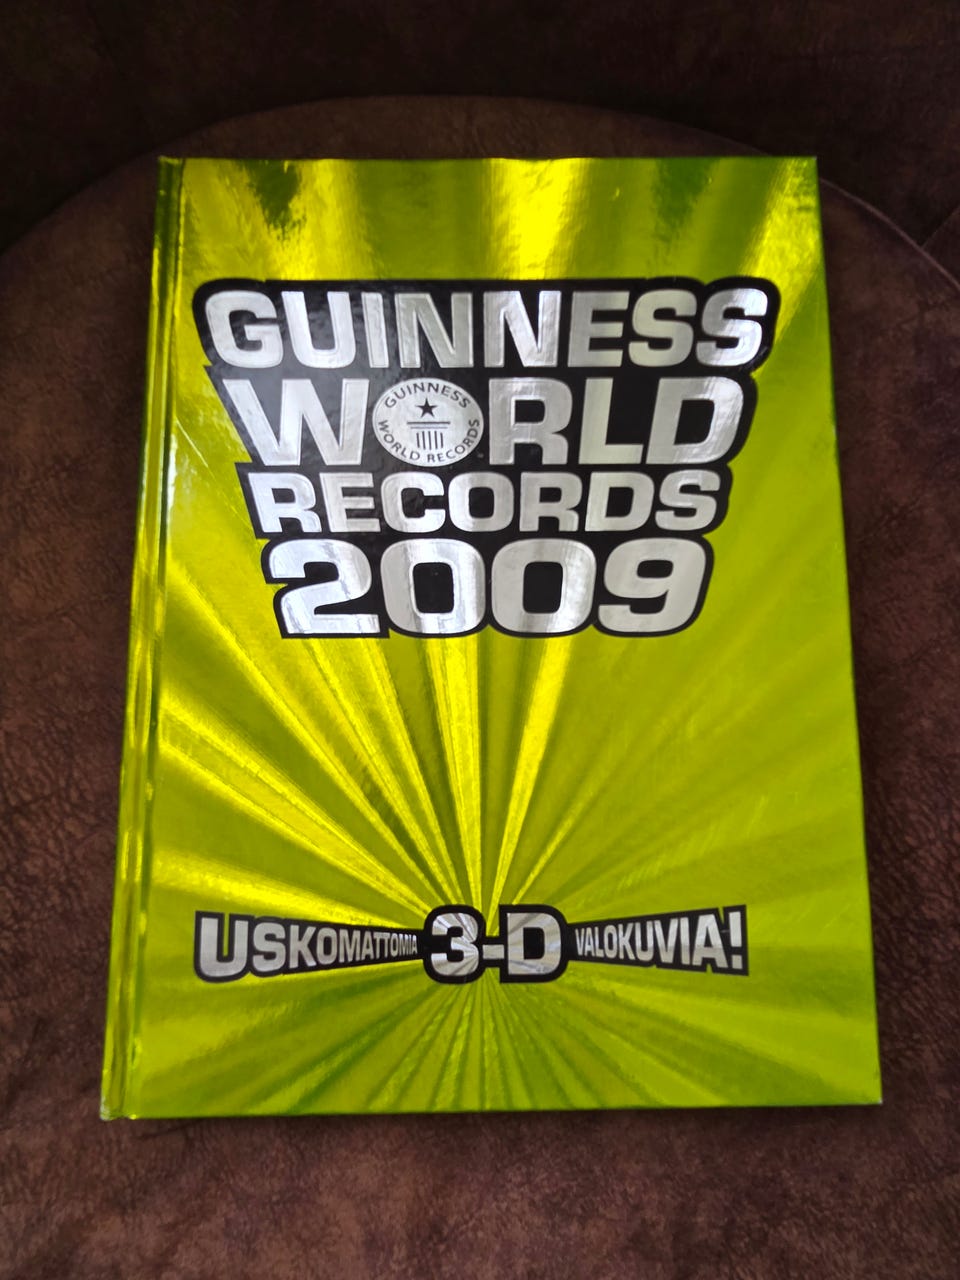 GUINNESS
WORLD
GUINNESS
WORLD RECORDS
RECORDS
2009
USKOMATTOMIA 3-D VALOKUVIA!